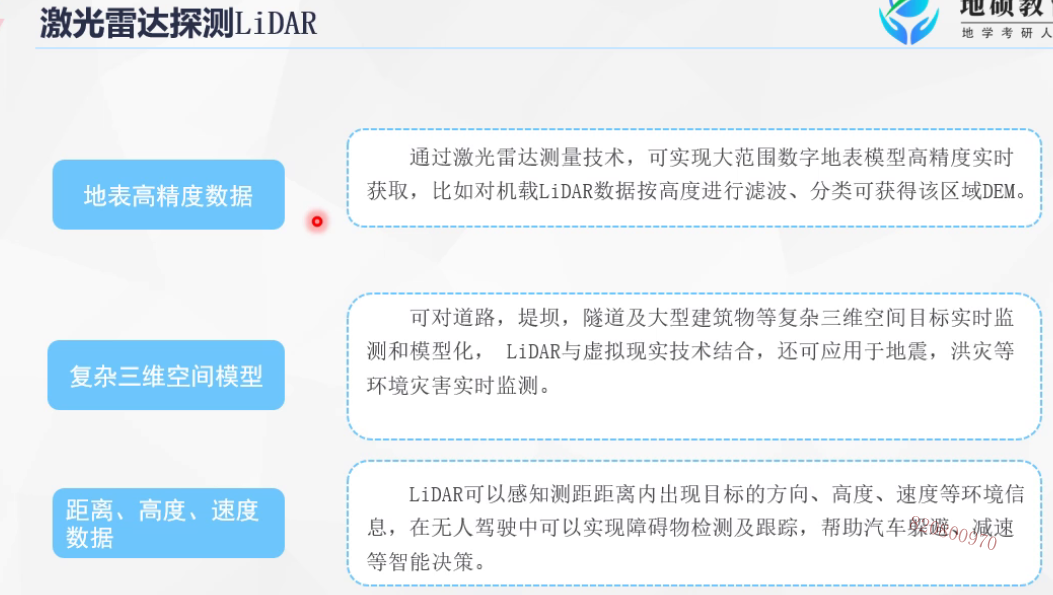 激光雷达探测LiDAR
地硕教
地学考研人
地表高精度数据
通过激光雷达测量技术，可实现大范围数字地表模型高精度实时
获取，比如对机载LiDAR数据按高度进行滤波、分类可获得该区域DEM。
复杂三维空间模型
可对道路，堤坝，隧道及大型建筑物等复杂三维空间目标实时监
测和模型化， LiDAR与虚拟现实技术结合，还可应用于地震，洪灾等
环境灾害实时监测。
距离、高度、速度
数据
LiDAR可以感知测距距离内出现目标的方向、高度、速度等环境信
息，在无人驾驶中可以实现障碍物检测及跟踪，帮助汽车躲避、减速
等智能决策。